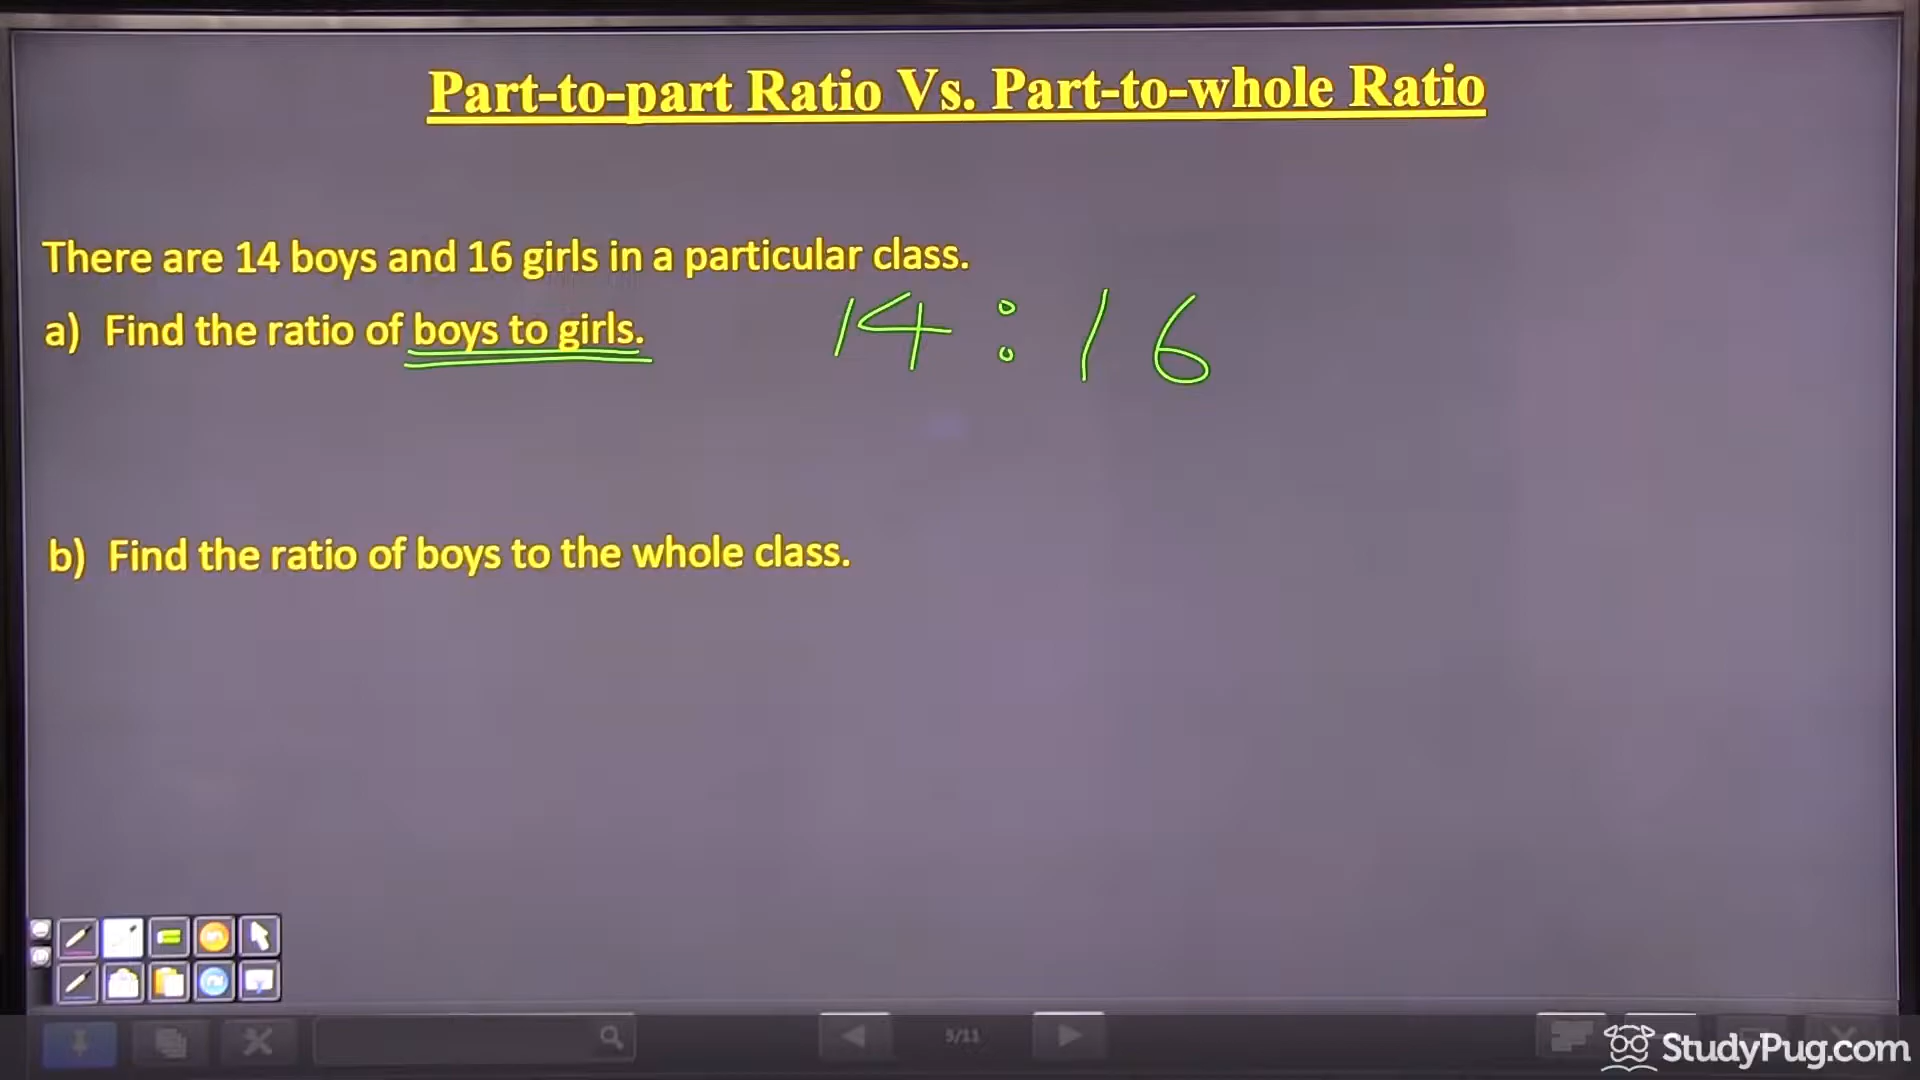 Part-to-part Ratio Vs. Part-to-whole Ratio
There are 14 boys and 16 girls in a particular class.
a) Find the ratio of boys to girls. 14 : 16
b) Find the ratio of boys to the whole class.
5/11
StudyPug.com